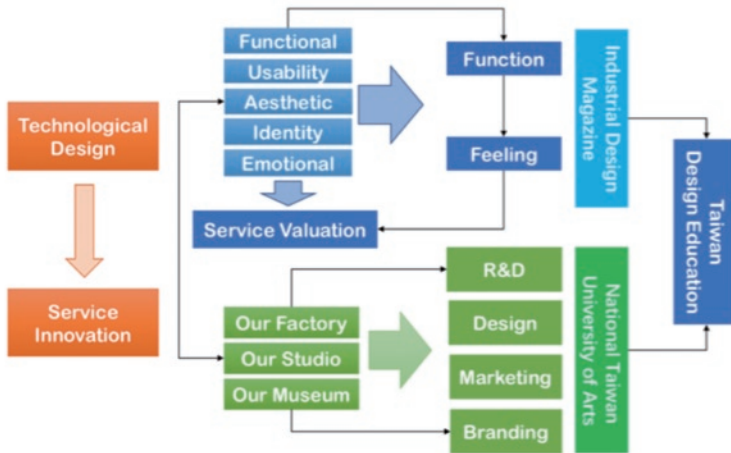 Technological
Design
Service
Innovation
Functional
Usability
Aesthetic
Identity
Emotional
Service Valuation
Function
Feeling
Industrial Design
Magazine
Our Factory
Our Studio
Our Museum
R&D
Design
Marketing
Branding
National Taiwan
University of Arts
Taiwan
Design Education